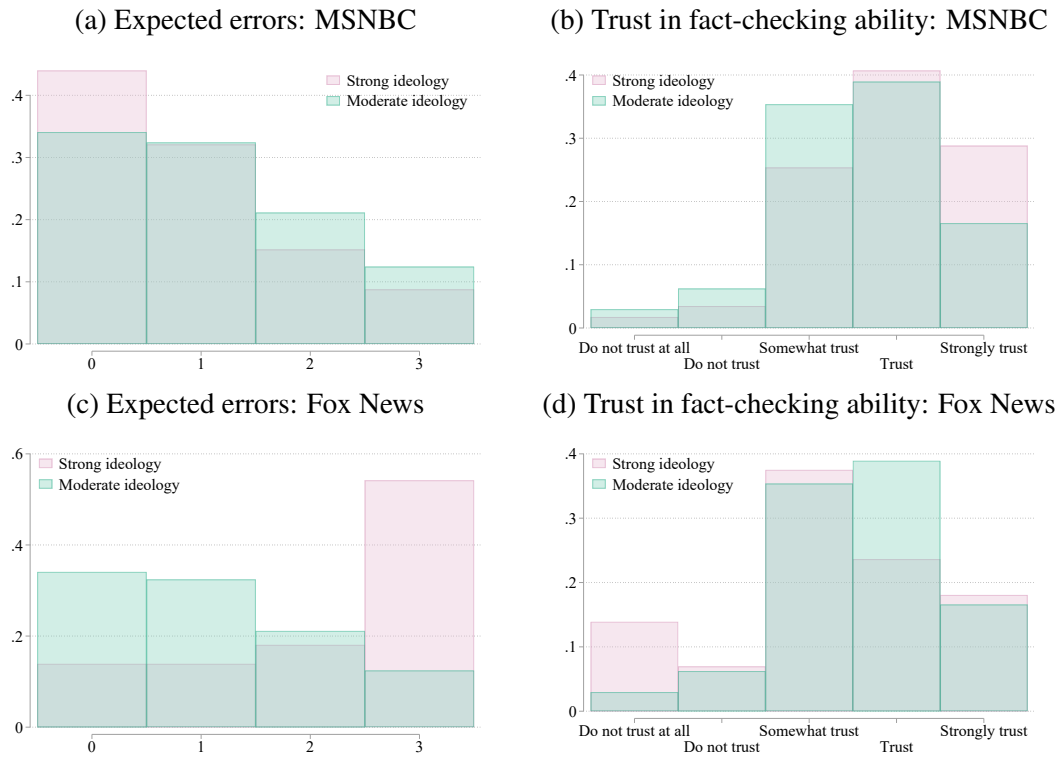 (a) Expected errors: MSNBC
Strong ideology
Moderate ideology
.4
.3
.2
.1
0
0 1 2 3
(b) Trust in fact-checking ability: MSNBC
Strong ideology
Moderate ideology
.4
.3
.2
.1
0
Do not trust at all Somewhat trust Strongly trust
Do not trust Trust
(c) Expected errors: Fox News
Strong ideology
Moderate ideology
.6
.4
.2
0
0 1 2 3
(d) Trust in fact-checking ability: Fox News
Strong ideology
Moderate ideology
.4
.3
.2
.1
0
Do not trust at all Somewhat trust Strongly trust
Do not trust Trust